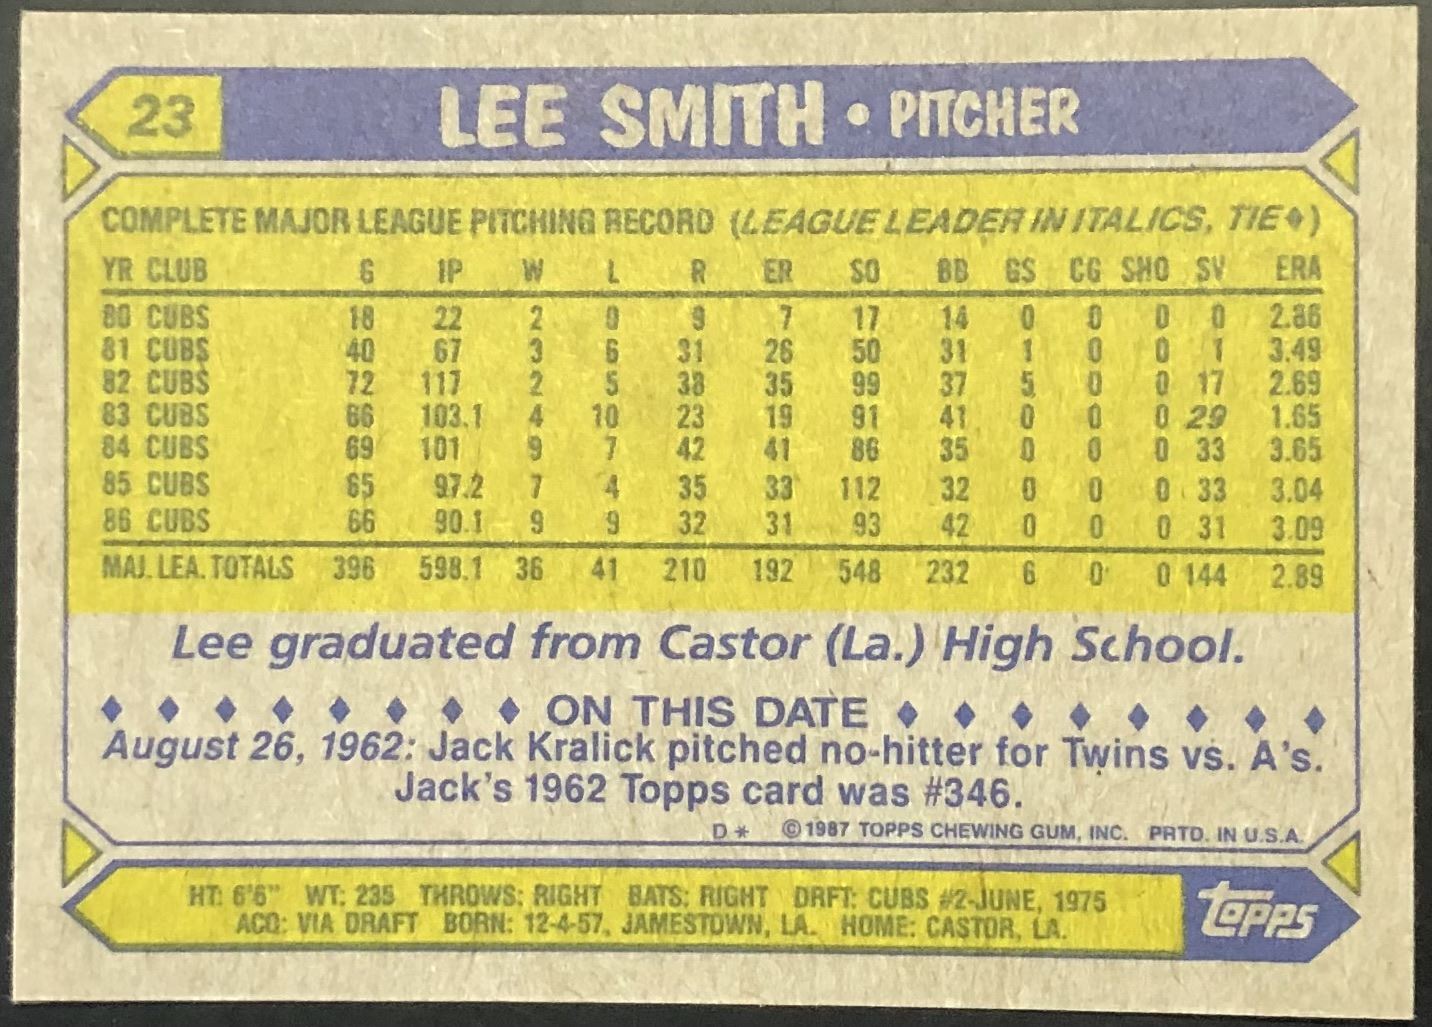 23
LEE SMITH • PITCHER
COMPLETE MAJOR LEAGUE PITCHING RECORD (LEAGUE LEADER IN ITALICS, TIE♦)
YR CLUB G IP W L R ER SO BB GS CG SHO SV ERA
80 CUBS 18 22 2 0 9 7 17 14 0 0 0 0 2.86
81 CUBS 40 67 3 6 31 26 50 31 1 0 0 1 3.49
82 CUBS 72 117 2 5 38 35 99 37 5 0 0 17 2.69
83 CUBS 66 103.1 4 10 23 19 91 41 0 0 0 29 1.65
84 CUBS 69 101 9 7 42 41 86 35 0 0 0 33 3.65
85 CUBS 65 97.2 7 4 35 33 112 32 0 0 0 33 3.04
86 CUBS 66 90.1 9 9 32 31 93 42 0 0 0 31 3.09
MAJ. LEA. TOTALS 396 598.1 36 41 210 192 548 232 6 0 0 144 2.89
Lee graduated from Castor (La.) High School.
♦ ♦ ♦ ♦ ♦ ♦ ♦ ♦ ON THIS DATE ♦ ♦ ♦ ♦ ♦ ♦ ♦ ♦
August 26, 1962: Jack Kralick pitched no-hitter for Twins vs. A's.
Jack's 1962 Topps card was #346.
D* ©1987 TOPPS CHEWING GUM, INC. PRTD. IN U.S.A.
HT: 6'6" WT: 235 THROWS: RIGHT BATS: RIGHT DRFT: CUBS #2-JUNE, 1975
ACQ: VIA DRAFT BORN: 12-4-57, JAMESTOWN, LA. HOME: CASTOR, LA.
topps